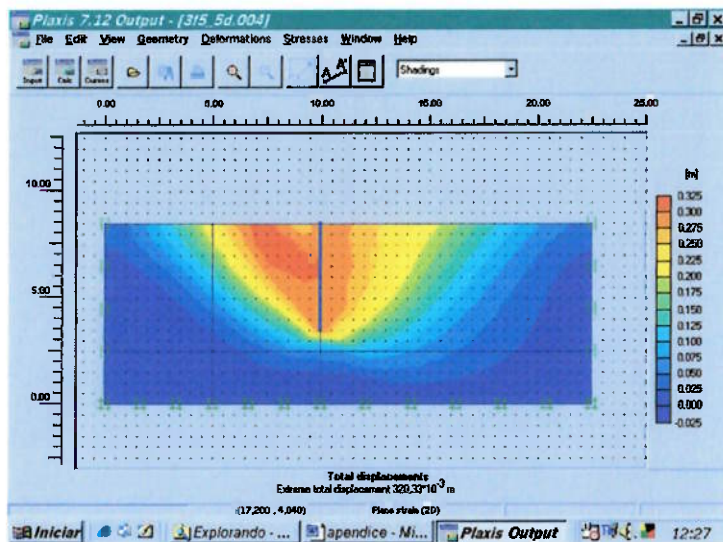 Plaxis 7.12 Output - [3f5_5d.004]
File Edit View Geometry Deformations Stresses Window Help
Input Calc Curves Shadings
0.00 5.00 10.00 15.00 20.00 25.00
10.00
5.00
0.00
[m]
0.325
0.300
0.275
0.250
0.225
0.200
0.175
0.150
0.125
0.100
0.075
0.050
0.025
0.000
-0.025
Total displacements
Extreme total displacement 320,33*10-3 m
(17,200 , 4,040) Plane strain (2D)
Iniciar Explorando - ... apendice - Mi... Plaxis Output 12:27